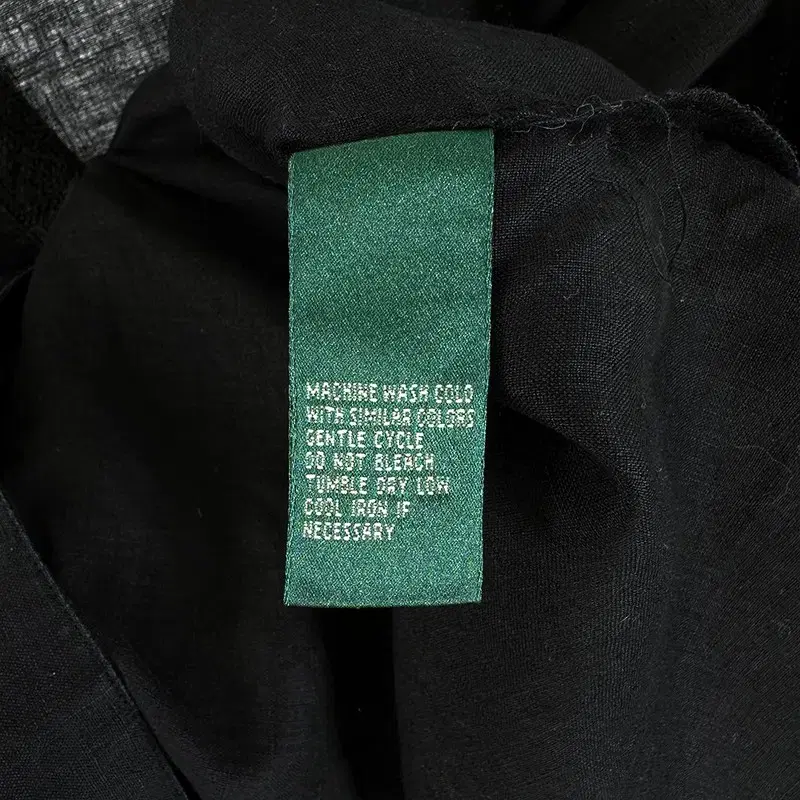 MACHINE WASH COLD
WITH SIMILAR COLORS
GENTLE CYCLE
DO NOT BLEACH
TUMBLE DRY LOW
COOL IRON IF
NECESSARY